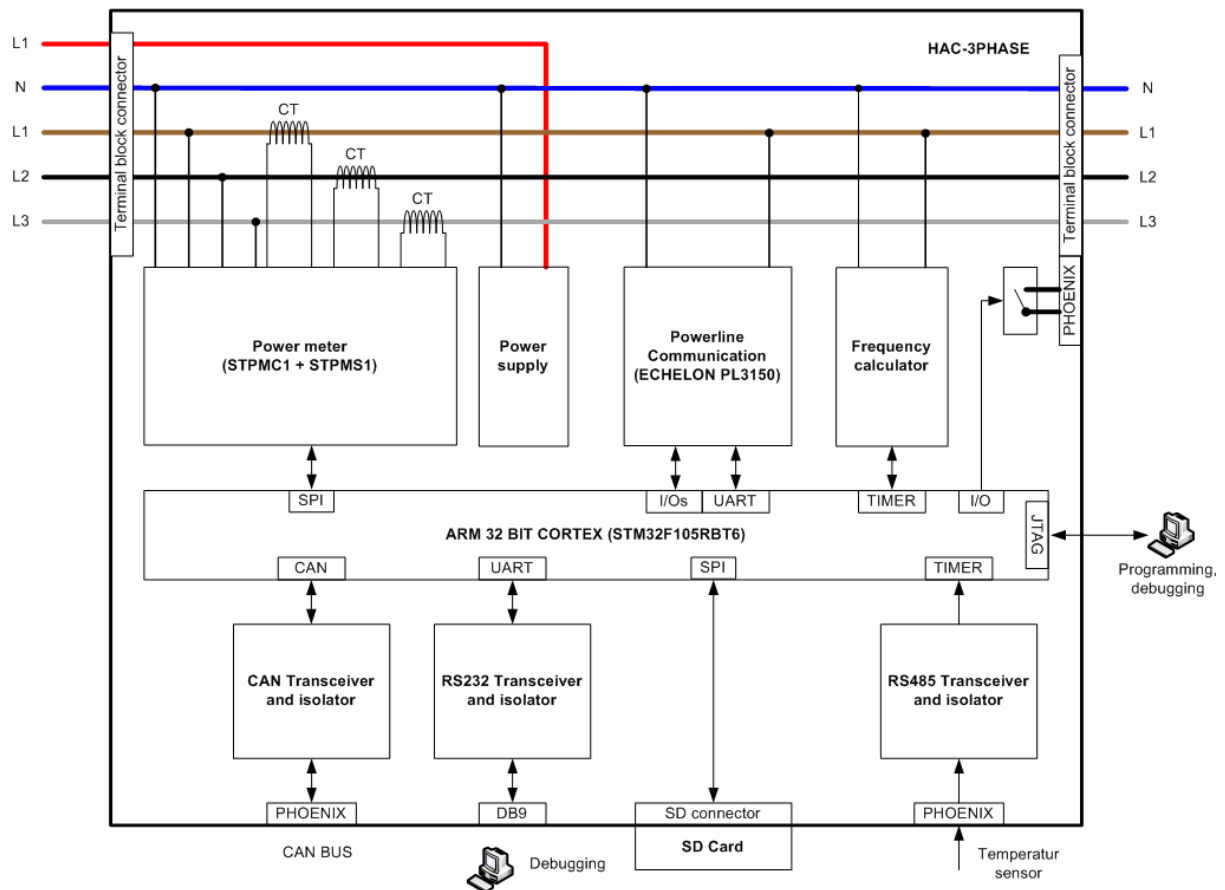 HAC-3PHASE
L1
N
L1
L2
L3
Terminal block connector
CT
CT
CT
Terminal block connector
N
L1
L2
L3
PHOENIX
Power meter
(STPMC1 + STPMS1)
Power
supply
Powerline
Communication
(ECHELON PL3150)
Frequency
calculator
SPI
I/Os
UART
TIMER
I/O
ARM 32 BIT CORTEX (STM32F105RBT6)
JTAG
CAN
UART
SPI
TIMER
Programming,
debugging
CAN Transceiver
and isolator
RS232 Transceiver
and isolator
RS485 Transceiver
and isolator
PHOENIX
DB9
SD connector
PHOENIX
CAN BUS
Debugging
SD Card
Temperatur
sensor